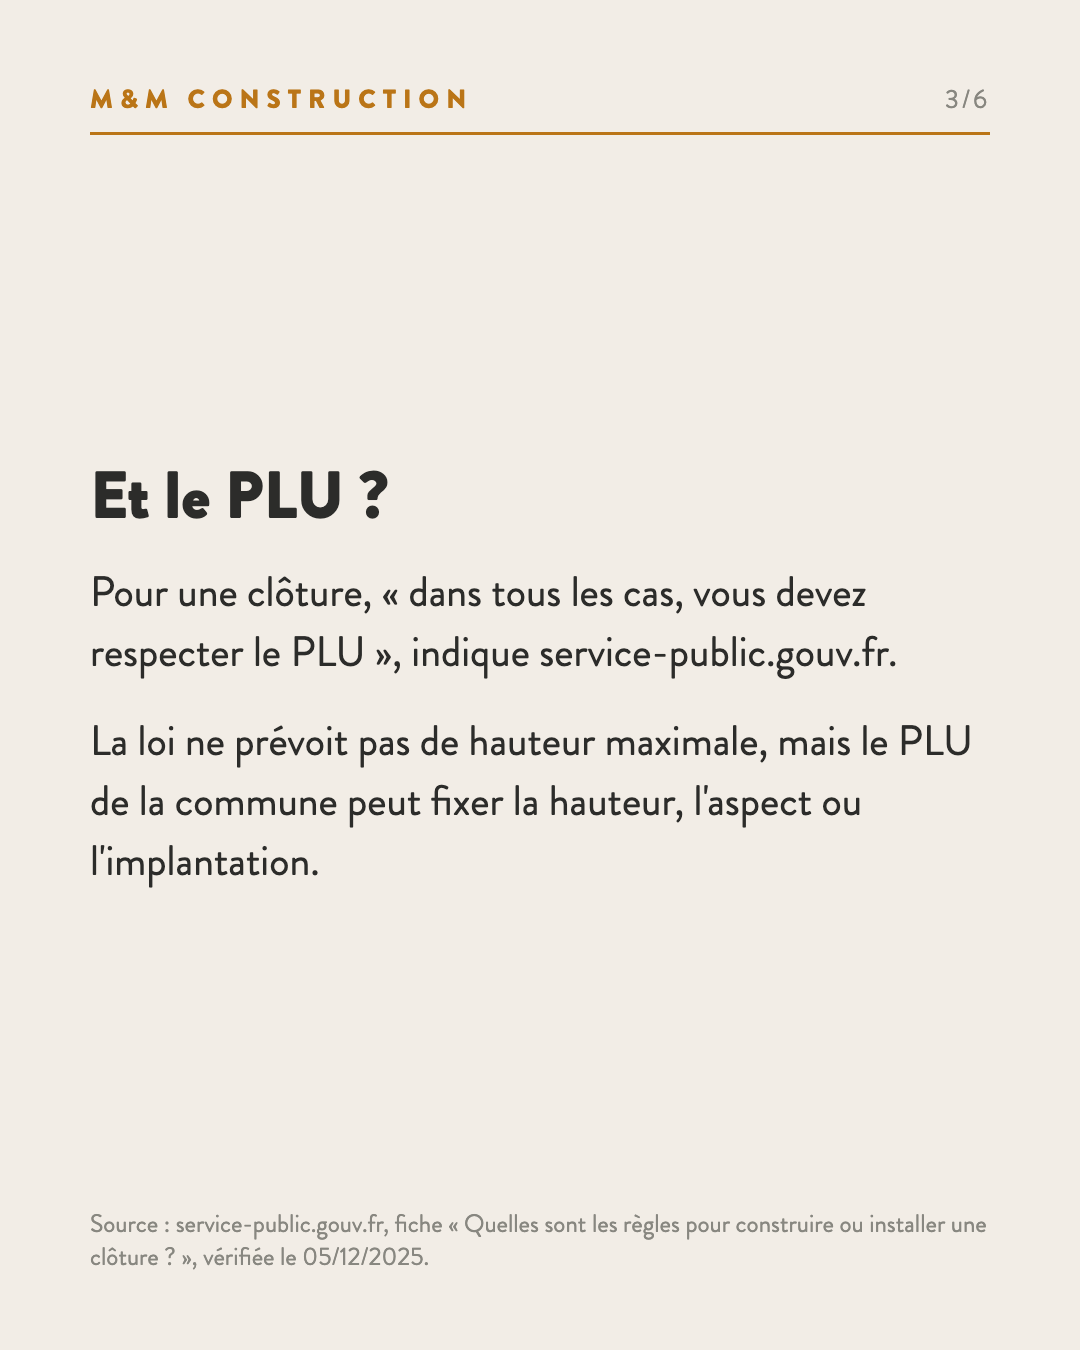 M&M CONSTRUCTION
3/6
Et le PLU ?
Pour une clôture, « dans tous les cas, vous devez
respecter le PLU », indique service-public.gouv.fr.
La loi ne prévoit pas de hauteur maximale, mais le PLU
de la commune peut fixer la hauteur, l'aspect ou
l'implantation.
Source : service-public.gouv.fr, fiche « Quelles sont les règles pour construire ou installer une
clôture ? », vérifiée le 05/12/2025.